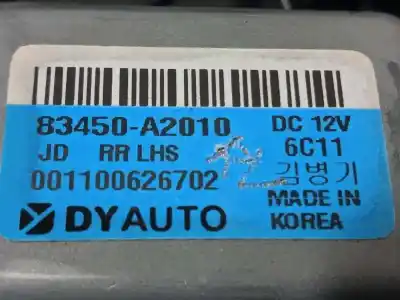 83450-A2010 DC 12V
JD RR LHS 6C11
001100626702 김병기
DYAUTO MADE IN
KOREA